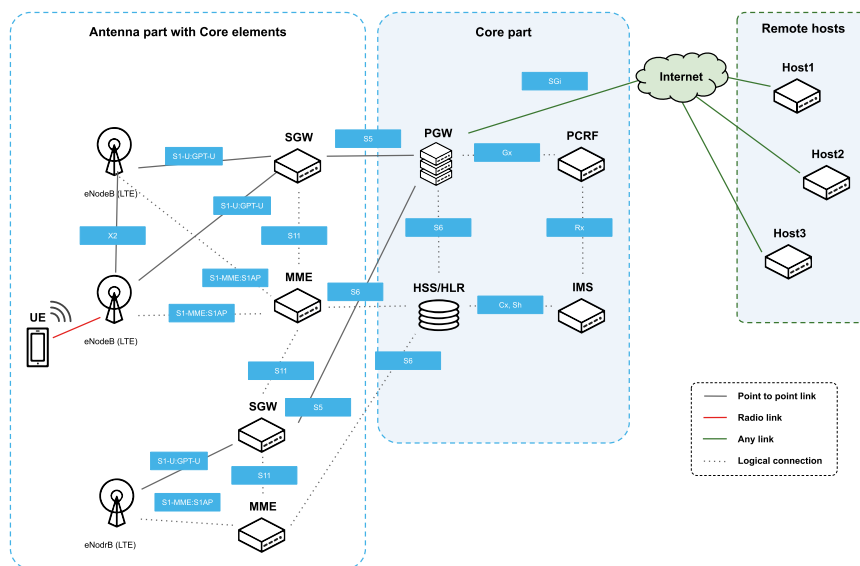 Antenna part with Core elements
Core part
Remote hosts
Host1
SGi
Internet
SGW
S5
PGW
PCRF
S1-U:GPT-U
Gx
Host2
eNodeB (LTE)
S1-U:GPT-U
X2
S11
S6
Rx
Host3
MME
HSS/HLR
IMS
S1-MME:S1AP
S6
UE
S1-MME:S1AP
Cx, Sh
eNodeB (LTE)
S11
S6
SGW
S5
Point to point link
Radio link
Any link
Logical connection
S1-U:GPT-U
S11
S1-MME:S1AP
MME
eNodrB (LTE)